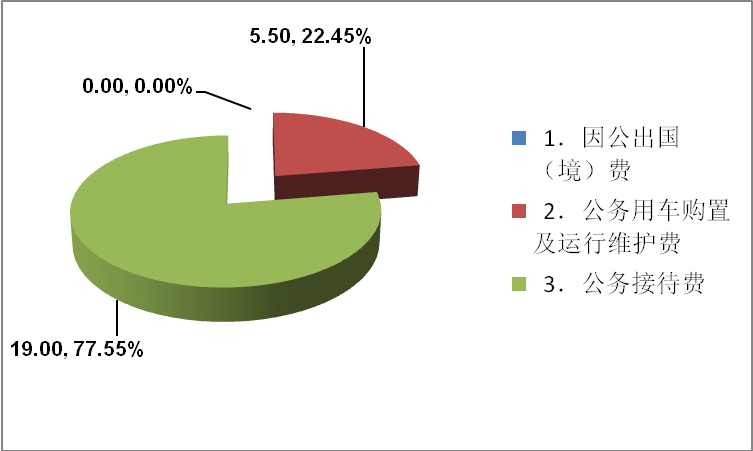 5.50, 22.45%
0.00, 0.00%
19.00, 77.55%
1．因公出国
（境）费
2．公务用车购置
及运行维护费
3．公务接待费